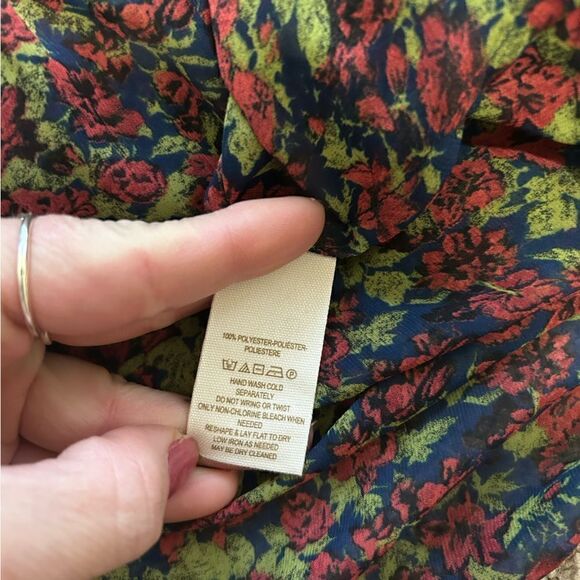 100% POLYESTER-POLIÉSTER-
POLIESTERE
HAND WASH COLD
SEPARATELY
DO NOT WRING OR TWIST
ONLY NON-CHLORINE BLEACH WHEN
NEEDED
RESHAPE & LAY FLAT TO DRY
LOW IRON AS NEEDED
MAY BE DRY CLEANED